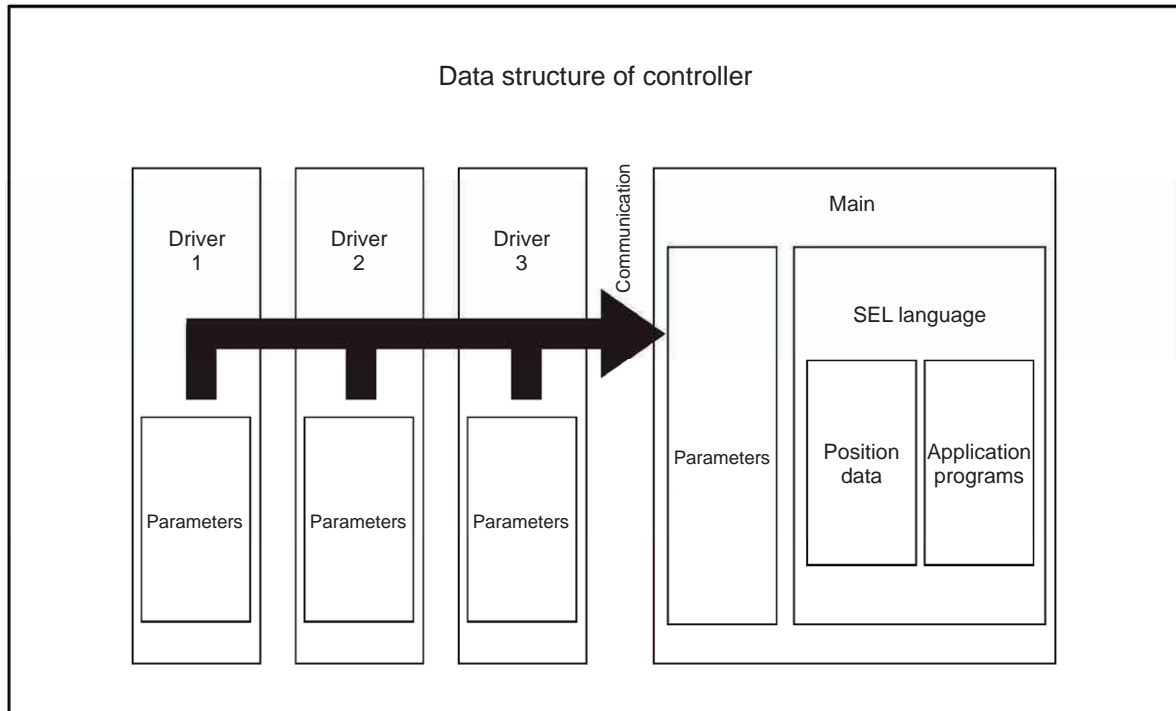 Data structure of controller
Driver
1
Driver
2
Driver
3
Communication
Main
SEL language
Parameters
Parameters
Parameters
Parameters
Position
data
Application
programs